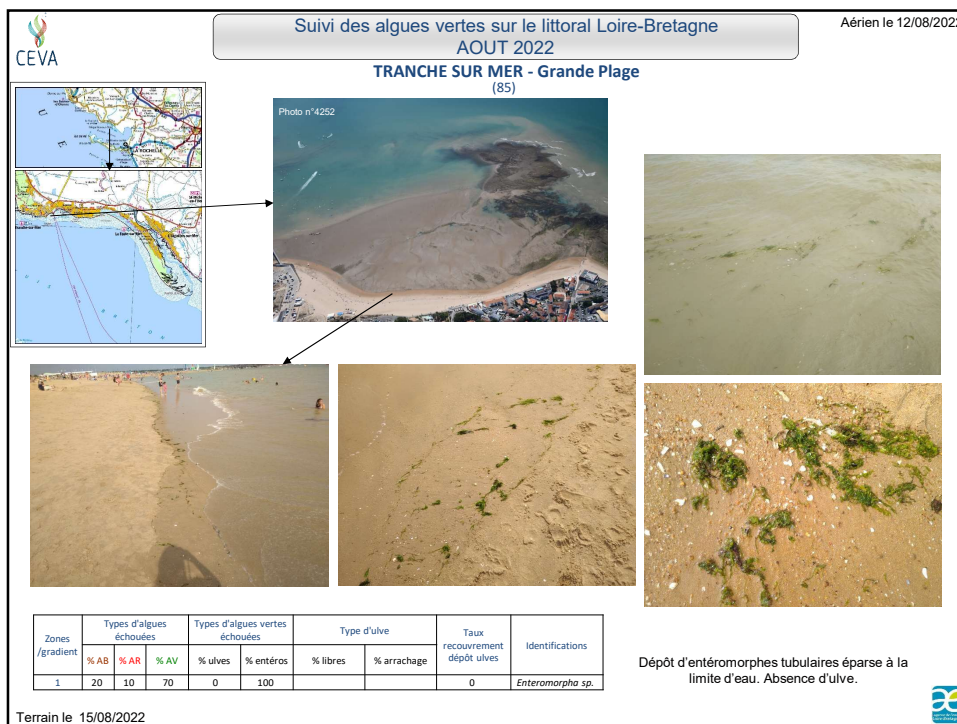 CEVA
Suivi des algues vertes sur le littoral Loire-Bretagne
AOUT 2022
Aérien le 12/08/2022
TRANCHE SUR MER - Grande Plage
(85)
Photo n°4252
LA ROCHELLE
Zones /gradient
Types d'algues échouées
Types d'algues vertes échouées
Type d'ulve
Taux recouvrement dépôt ulves
Identifications
% AB % AR % AV % ulves % entéros % libres % arrachage
1 20 10 70 0 100 0 Enteromorpha sp.
Dépôt d'entéromorphes tubulaires éparse à la
limite d'eau. Absence d'ulve.
Terrain le 15/08/2022